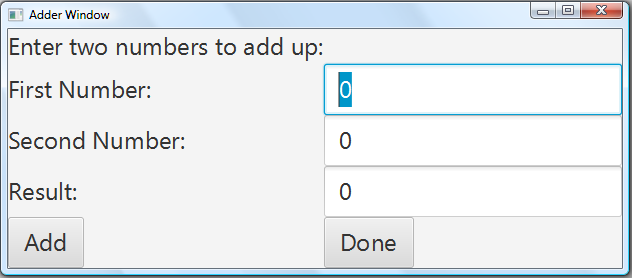 Adder Window
Enter two numbers to add up:
First Number: 0
Second Number: 0
Result: 0
Add Done